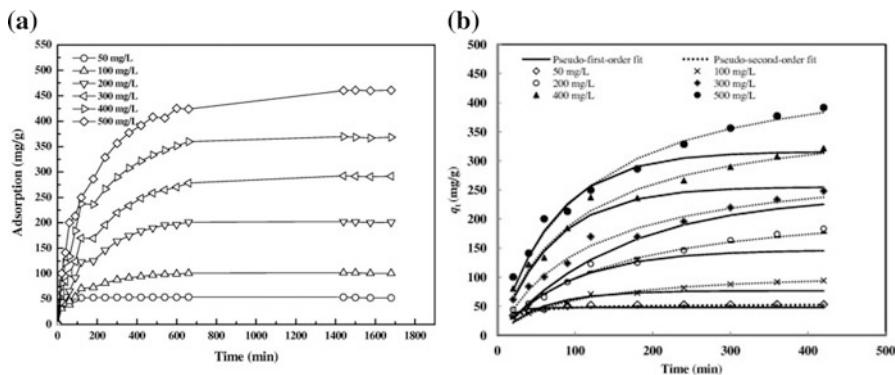 (a)
550
500
450
400
350
300
250
200
150
100
50
0
Adsorption (mg/g)
50 mg/L
100 mg/L
200 mg/L
300 mg/L
400 mg/L
500 mg/L
0 200 400 600 800 1000 1200 1400 1600 1800
Time (min)
(b)
500
450
400
350
300
250
200
150
100
50
0
qt (mg/g)
Pseudo-first-order fit Pseudo-second-order fit
50 mg/L 100 mg/L
200 mg/L 300 mg/L
400 mg/L 500 mg/L
0 100 200 300 400 500
Time (min)